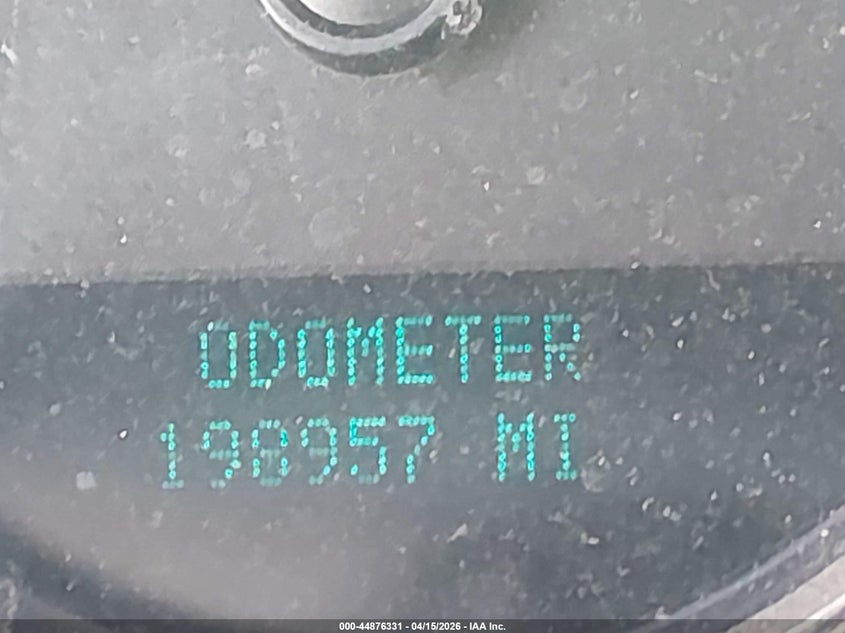 ODOMETER
198957 MI
000-44876331 - 04/15/2026 - IAA Inc.